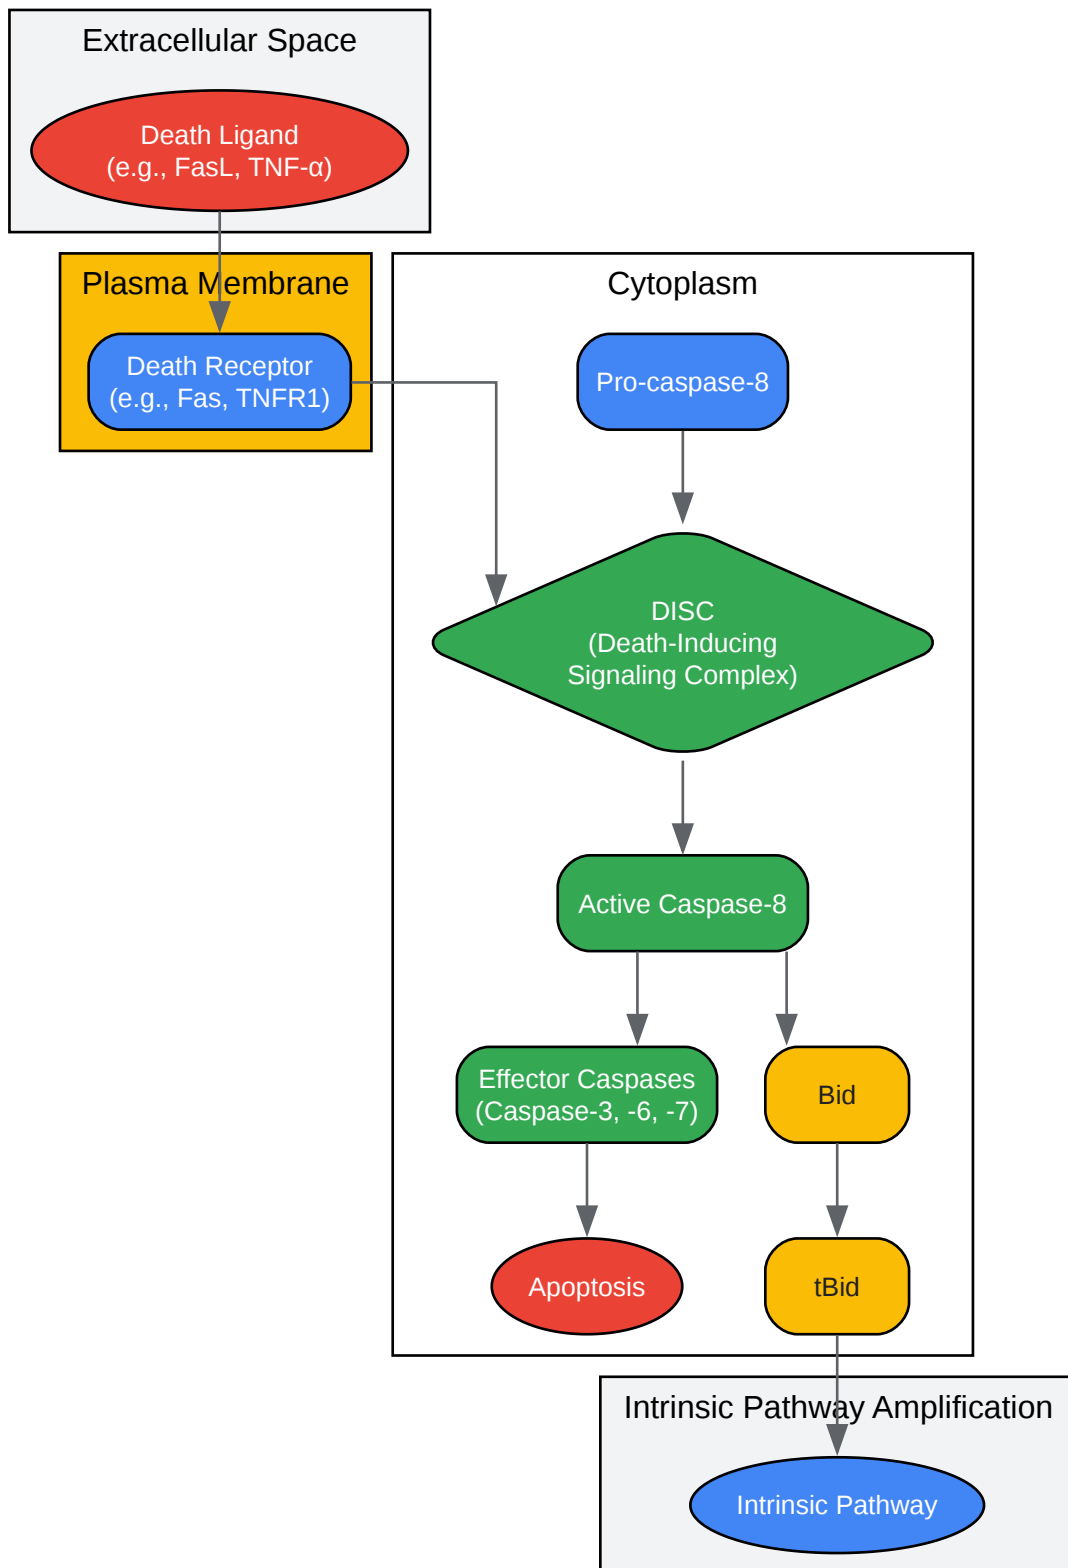 Extracellular Space
Death Ligand
(e.g., FasL, TNF-α)
Plasma Membrane
Death Receptor
(e.g., Fas, TNFR1)
Cytoplasm
Pro-caspase-8
DISC
(Death-Inducing
Signaling Complex)
Active Caspase-8
Effector Caspases
(Caspase-3, -6, -7)
Bid
Apoptosis
tBid
Intrinsic Pathway Amplification
Intrinsic Pathway